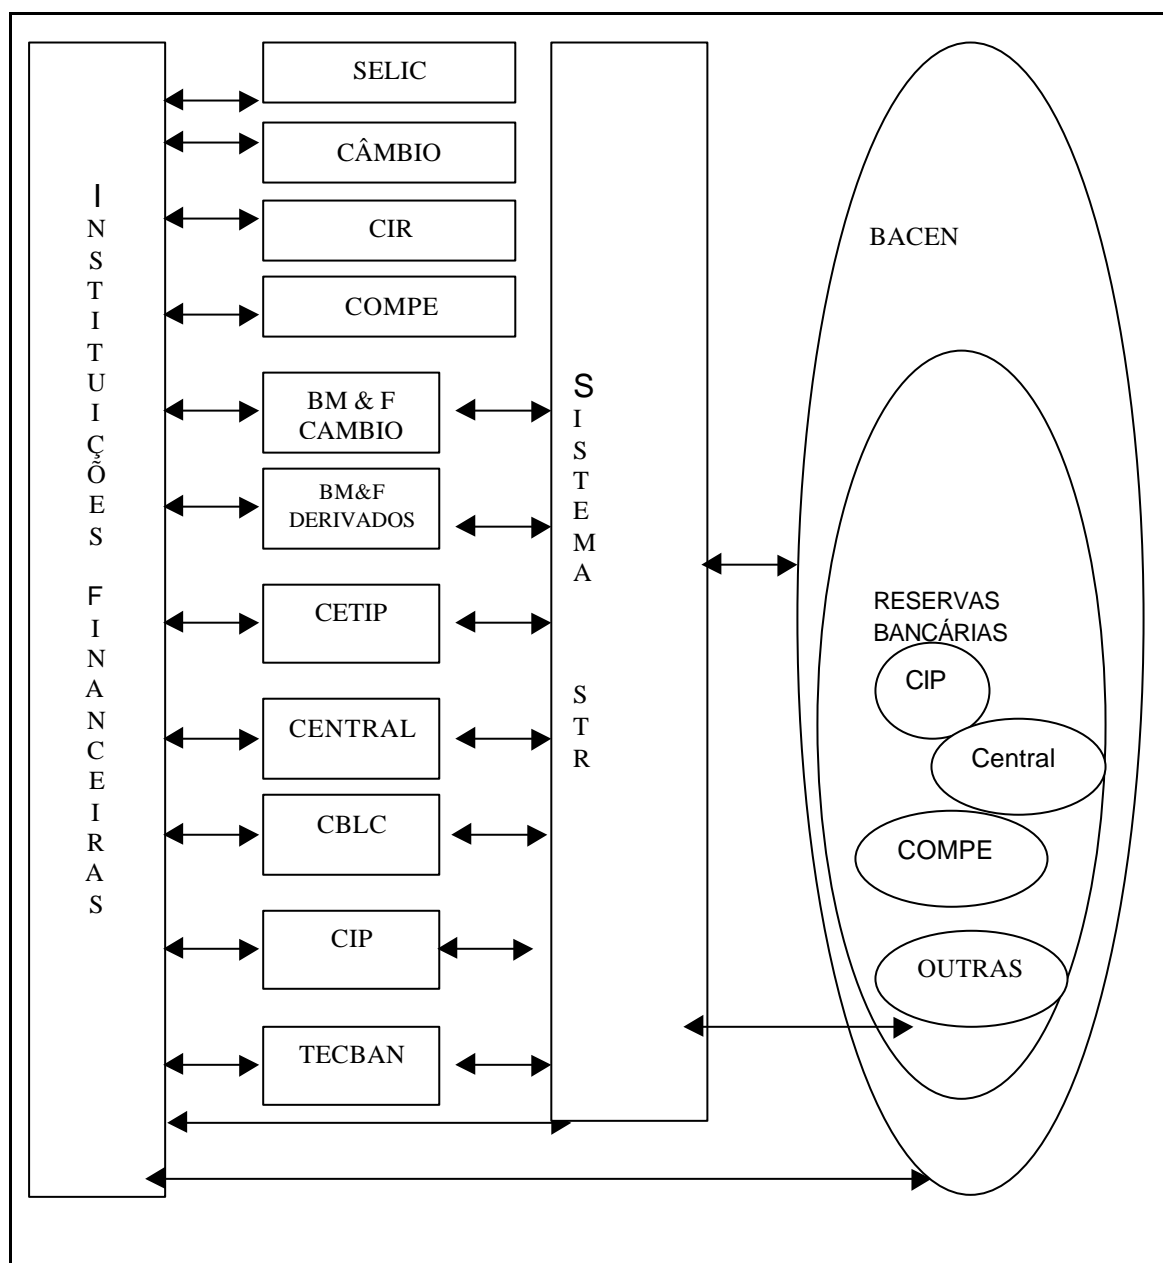 INSTITUIÇÕES FINANCEIRAS
SELIC
CÂMBIO
CIR
COMPE
BM & F
CAMBIO
BM&F
DERIVADOS
CETIP
CENTRAL
CBLC
CIP
TECBAN
SISTEMA STR
BACEN
RESERVAS
BANCÁRIAS
CIP
Central
COMPE
OUTRAS